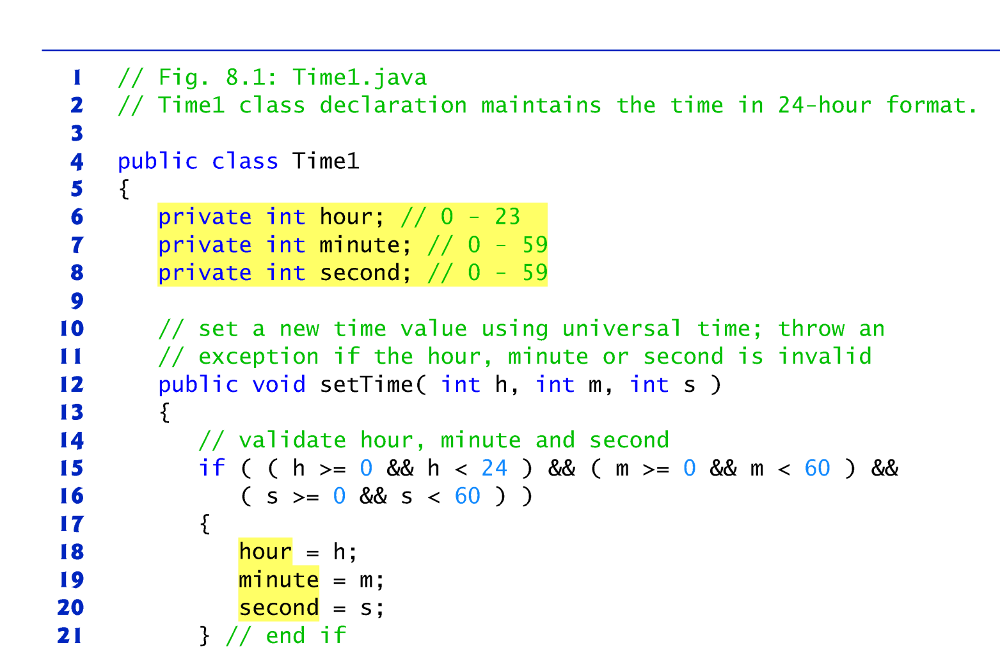 1 // Fig. 8.1: Time1.java
2 // Time1 class declaration maintains the time in 24-hour format.
3
4 public class Time1
5 {
6 private int hour; // 0 - 23
7 private int minute; // 0 - 59
8 private int second; // 0 - 59
9
10 // set a new time value using universal time; throw an
11 // exception if the hour, minute or second is invalid
12 public void setTime( int h, int m, int s )
13 {
14 // validate hour, minute and second
15 if ( ( h >= 0 && h < 24 ) && ( m >= 0 && m < 60 ) &&
16 ( s >= 0 && s < 60 ) )
17 {
18 hour = h;
19 minute = m;
20 second = s;
21 } // end if